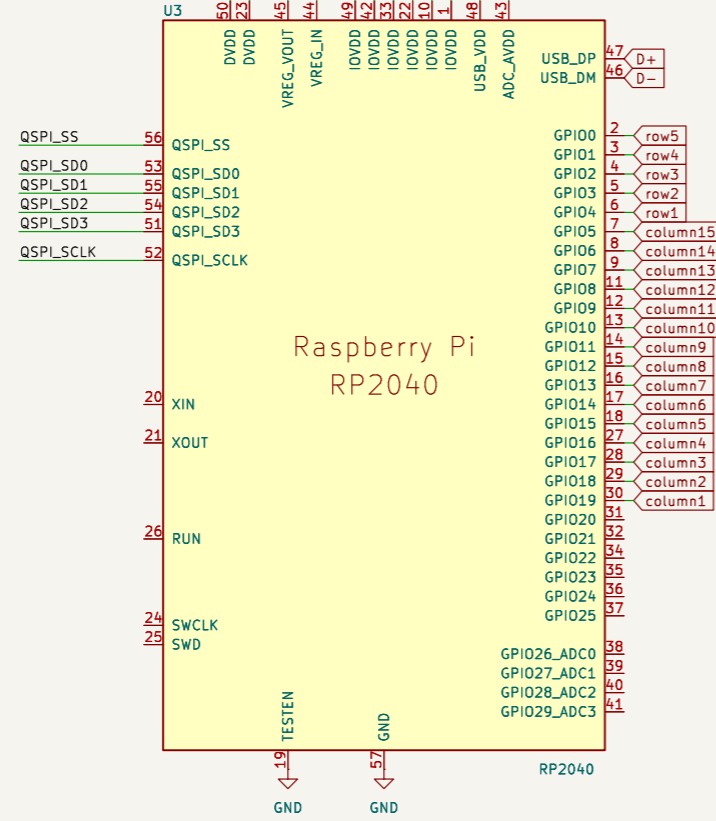 U3
50 23 45 44 49 42 33 22 10 1 48 43
DVDD DVDD VREG_VOUT VREG_IN IOVDD IOVDD IOVDD IOVDD IOVDD IOVDD USB_VDD ADC_AVDD
USB_DP 47 D+
USB_DM 46 D-
QSPI_SS 56 QSPI_SS
QSPI_SD0 53 QSPI_SD0
QSPI_SD1 55 QSPI_SD1
QSPI_SD2 54 QSPI_SD2
QSPI_SD3 51 QSPI_SD3
QSPI_SCLK 52 QSPI_SCLK
GPIO0 2 row5
GPIO1 3 row4
GPIO2 4 row3
GPIO3 5 row2
GPIO4 6 row1
GPIO5 7 column15
GPIO6 8 column14
GPIO7 9 column13
GPIO8 11 column12
GPIO9 12 column11
GPIO10 13 column10
GPIO11 14 column9
GPIO12 15 column8
GPIO13 16 column7
GPIO14 17 column6
GPIO15 18 column5
GPIO16 27 column4
GPIO17 28 column3
GPIO18 29 column2
GPIO19 30 column1
GPIO20 31
GPIO21 32
GPIO22 34
GPIO23 35
GPIO24 36
GPIO25 37
Raspberry Pi
RP2040
20 XIN
21 XOUT
26 RUN
24 SWCLK
25 SWD
GPIO26_ADC0 38
GPIO27_ADC1 39
GPIO28_ADC2 40
GPIO29_ADC3 41
TESTEN GND
19 57
RP2040
GND GND